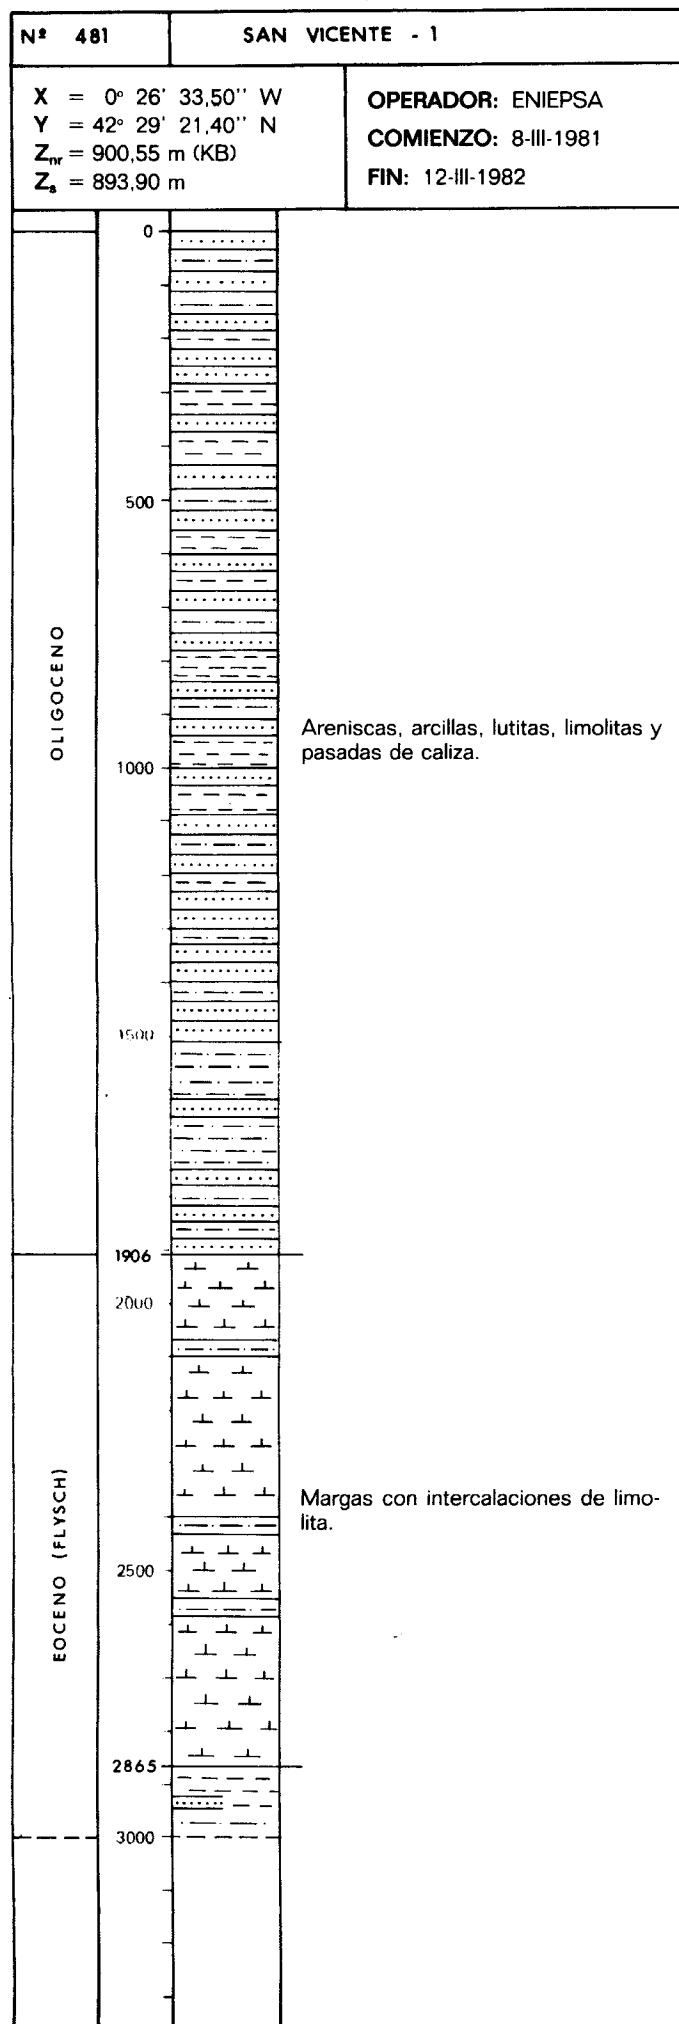 Nº 481
SAN VICENTE - 1
X = 0º 26' 33,50'' W
Y = 42º 29' 21,40'' N
Znr = 900,55 m (KB)
Zs = 893,90 m
OPERADOR: ENIEPSA
COMIENZO: 8-III-1981
FIN: 12-III-1982
0
500
OLIGOCENO
Areniscas, arcillas, lutitas, limolitas y
pasadas de caliza.
1000
1500
1906
2000
EOCENO (FLYSCH)
Margas con intercalaciones de limo-
lita.
2500
2865
3000